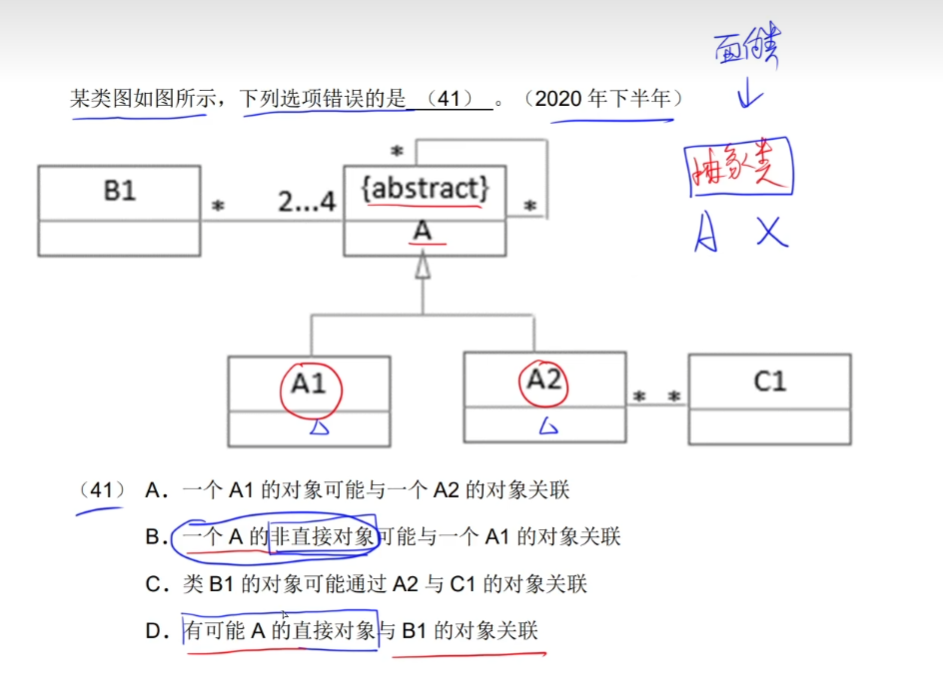 面向类
某类图如图所示，下列选项错误的是 （41） 。（2020 年下半年）
抽象类
A X
*
B1 * 2...4 {abstract} *
A
A1 A2 * * C1
（41） A．一个 A1 的对象可能与一个 A2 的对象关联
B．一个 A 的非直接对象可能与一个 A1 的对象关联
C．类 B1 的对象可能通过 A2 与 C1 的对象关联
D．有可能 A 的直接对象与 B1 的对象关联